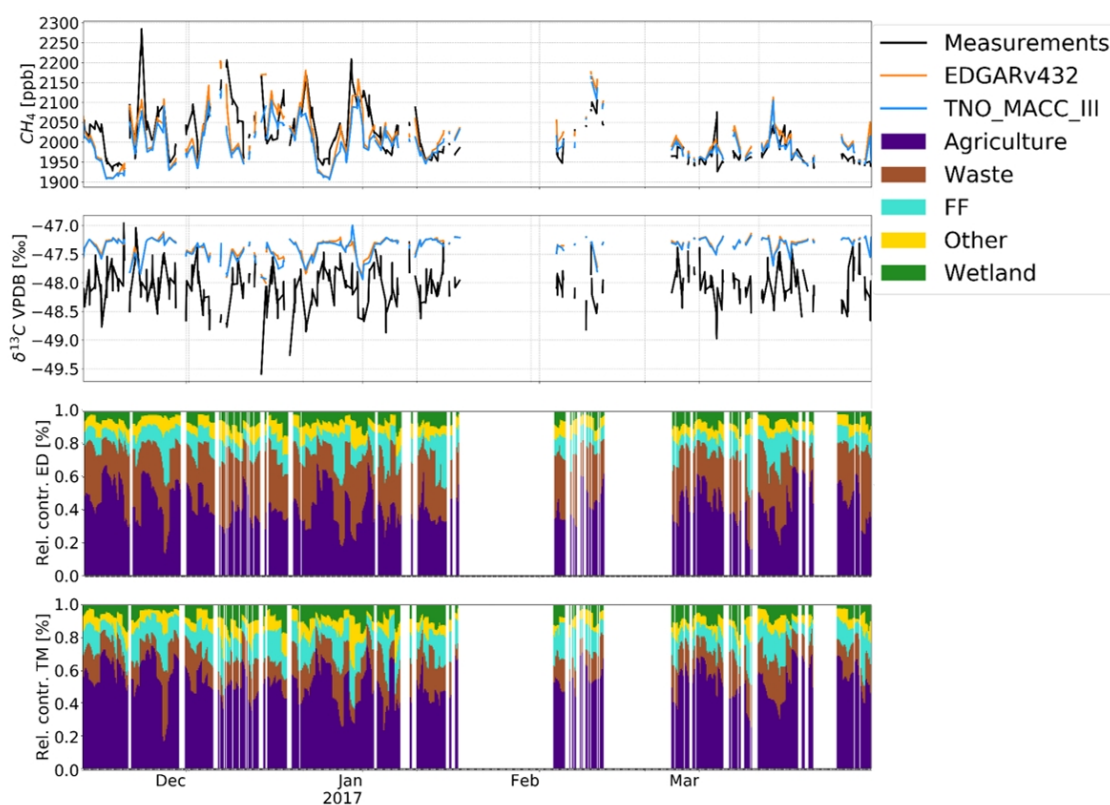 CH4 [ppb]
2300
2250
2200
2150
2100
2050
2000
1950
1900
Measurements
EDGARv432
TNO_MACC_III
Agriculture
Waste
FF
Other
Wetland
δ13C VPDB [‰]
−47.0
−47.5
−48.0
−48.5
−49.0
−49.5
Rel. contr. ED [%]
1.0
0.8
0.6
0.4
0.2
0.0
Rel. contr. TM [%]
1.0
0.8
0.6
0.4
0.2
0.0
Dec
Jan
2017
Feb
Mar